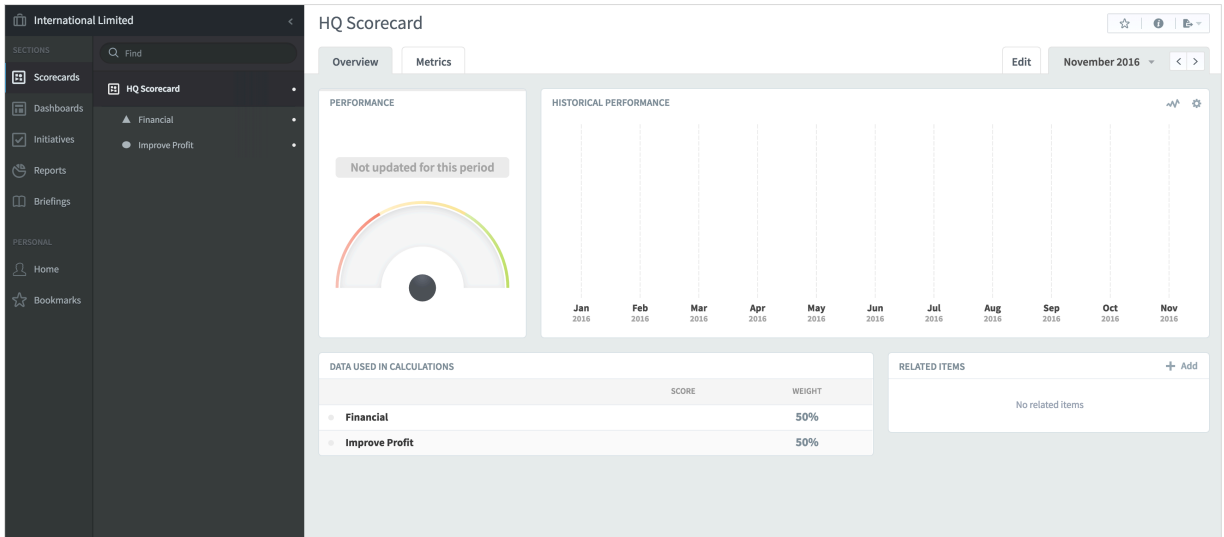 International Limited
SECTIONS
Scorecards
Dashboards
Initiatives
Reports
Briefings
PERSONAL
Home
Bookmarks
Find
HQ Scorecard
Financial
Improve Profit
HQ Scorecard
Overview Metrics Edit November 2016
PERFORMANCE
Not updated for this period
HISTORICAL PERFORMANCE
Jan Feb Mar Apr May Jun Jul Aug Sep Oct Nov
2016 2016 2016 2016 2016 2016 2016 2016 2016 2016 2016
DATA USED IN CALCULATIONS
SCORE WEIGHT
Financial 50%
Improve Profit 50%
RELATED ITEMS + Add
No related items